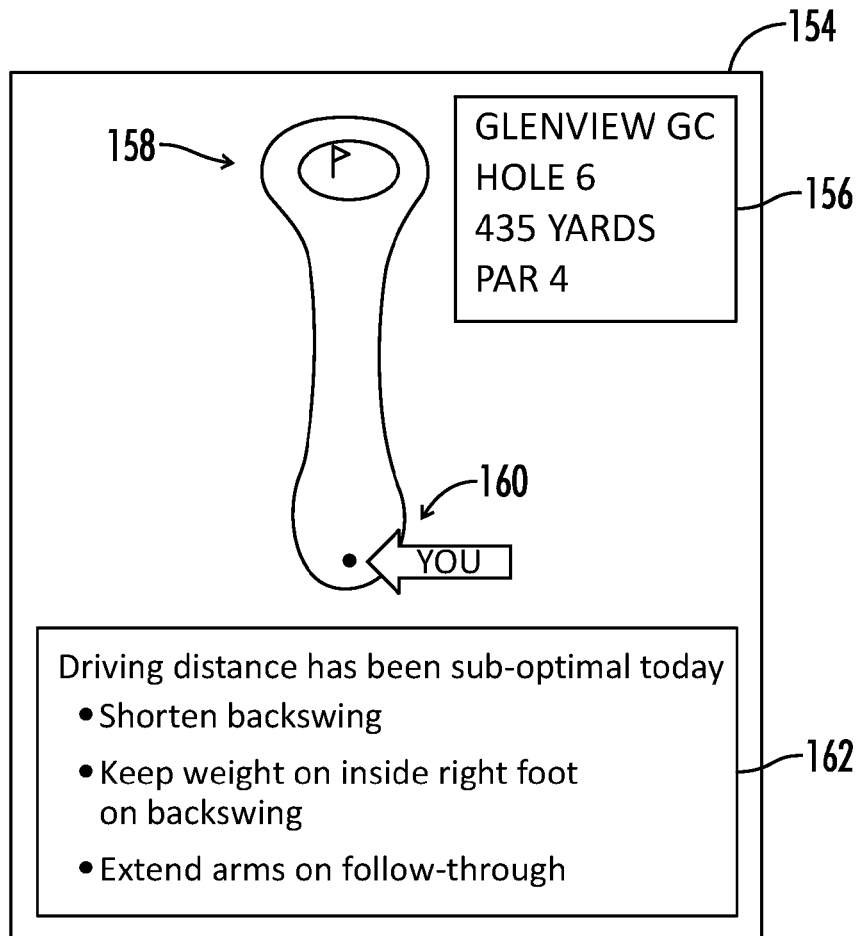 154
158
GLENVIEW GC
HOLE 6
435 YARDS
PAR 4
156
160
YOU
Driving distance has been sub-optimal today
• Shorten backswing
• Keep weight on inside right foot
on backswing
• Extend arms on follow-through
162